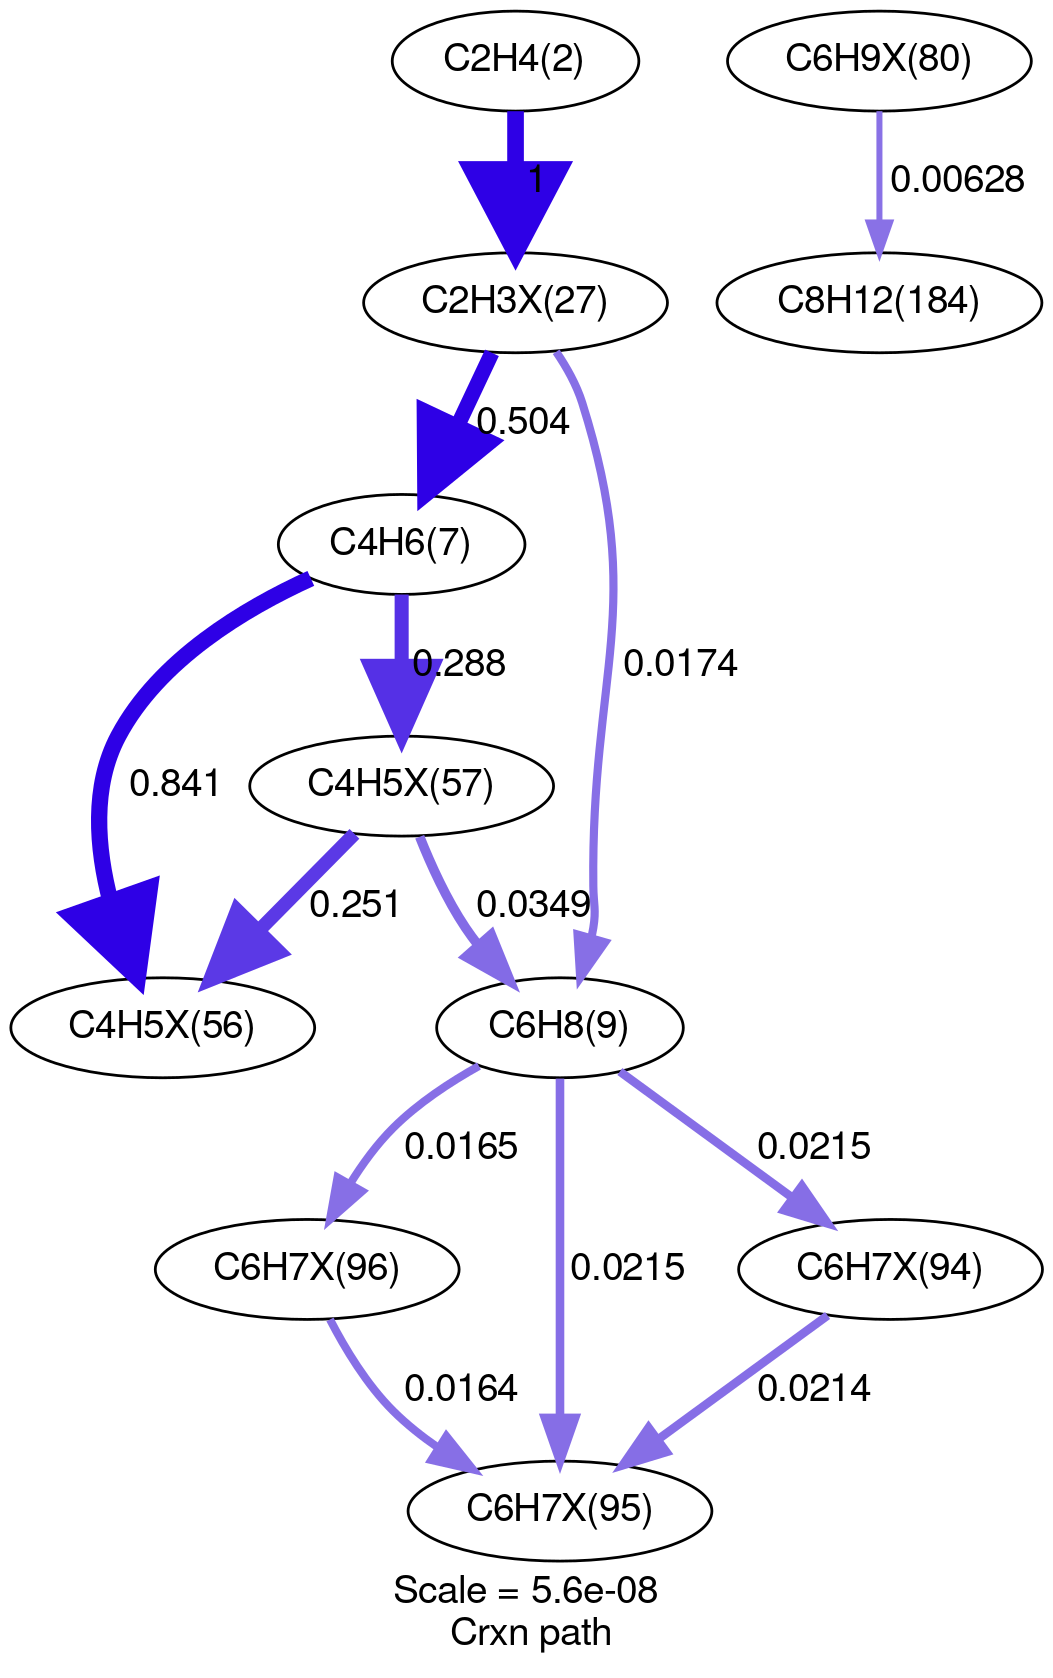 C2H4(2)
C6H9X(80)
1
0.00628
C2H3X(27)
C8H12(184)
0.504
C4H6(7)
0.288
0.0174
0.841
C4H5X(57)
0.251
0.0349
C4H5X(56)
C6H8(9)
0.0165
0.0215
C6H7X(96)
0.0215
C6H7X(94)
0.0164
0.0214
C6H7X(95)
Scale = 5.6e-08
Crxn path